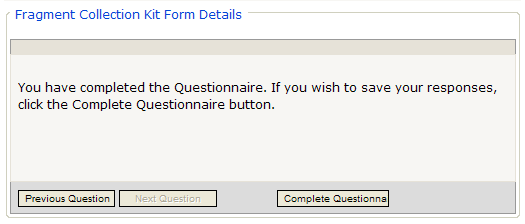 Fragment Collection Kit Form Details
You have completed the Questionnaire. If you wish to save your responses,
click the Complete Questionnaire button.
Previous Question Next Question Complete Questionna